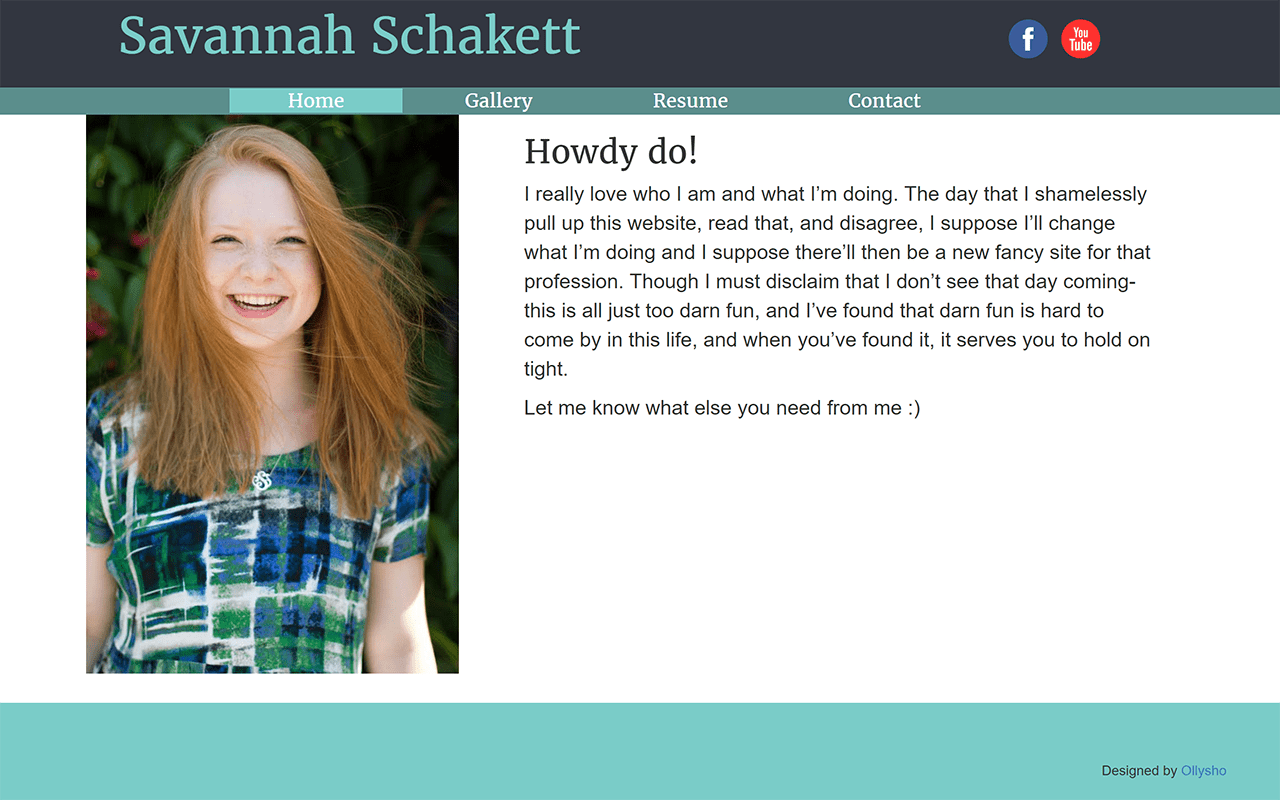 Savannah Schakett
f
You
Tube
Home
Gallery
Resume
Contact
Howdy do!
I really love who I am and what I’m doing. The day that I shamelessly
pull up this website, read that, and disagree, I suppose I’ll change
what I’m doing and I suppose there’ll then be a new fancy site for that
profession. Though I must disclaim that I don’t see that day coming-
this is all just too darn fun, and I’ve found that darn fun is hard to
come by in this life, and when you’ve found it, it serves you to hold on
tight.
Let me know what else you need from me :)
Designed by Ollysho